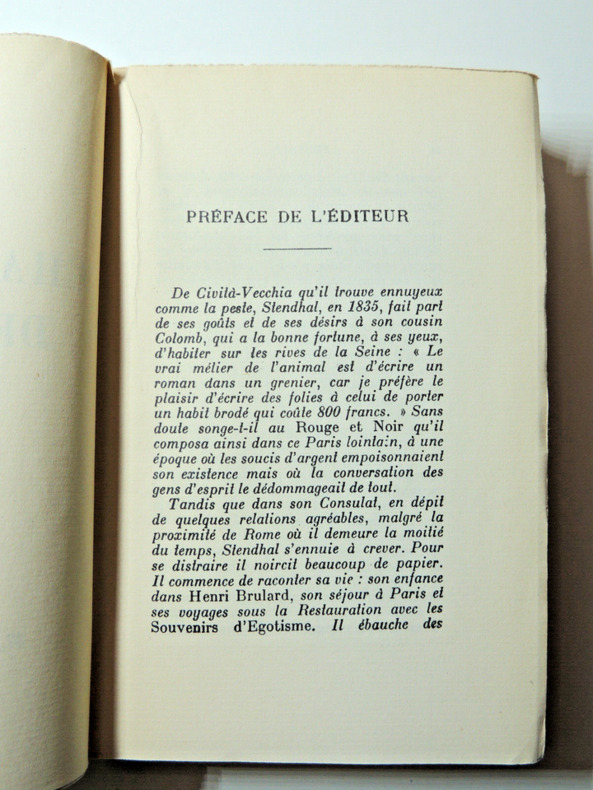 PRÉFACE DE L'ÉDITEUR
De Cività-Vecchia qu'il trouve ennuyeux
comme la peste, Stendhal, en 1835, fait part
de ses goûts et de ses désirs à son cousin
Colomb, qui a la bonne fortune, à ses yeux,
d'habiter sur les rives de la Seine : « Le
vrai métier de l'animal est d'écrire un
roman dans un grenier, car je préfère le
plaisir d'écrire des folies à celui de porter
un habit brodé qui coûte 800 francs. » Sans
doute songe-t-il au Rouge et Noir qu'il
composa ainsi dans ce Paris lointain, à une
époque où les soucis d'argent empoisonnaient
son existence mais où la conversation des
gens d'esprit le dédommageait de tout.
Tandis que dans son Consulat, en dépit
de quelques relations agréables, malgré la
proximité de Rome où il demeure la moitié
du temps, Stendhal s'ennuie à crever. Pour
se distraire il noircit beaucoup de papier.
Il commence de raconter sa vie : son enfance
dans Henri Brulard, son séjour à Paris et
ses voyages sous la Restauration avec les
Souvenirs d'Egotisme. Il ébauche des